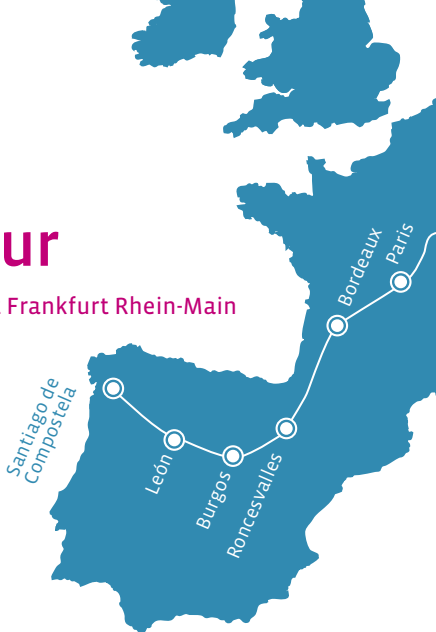 ur
Frankfurt Rhein-Main
Paris
Bordeaux
Santiago de
Compostela
León
Burgos
Roncesvalles